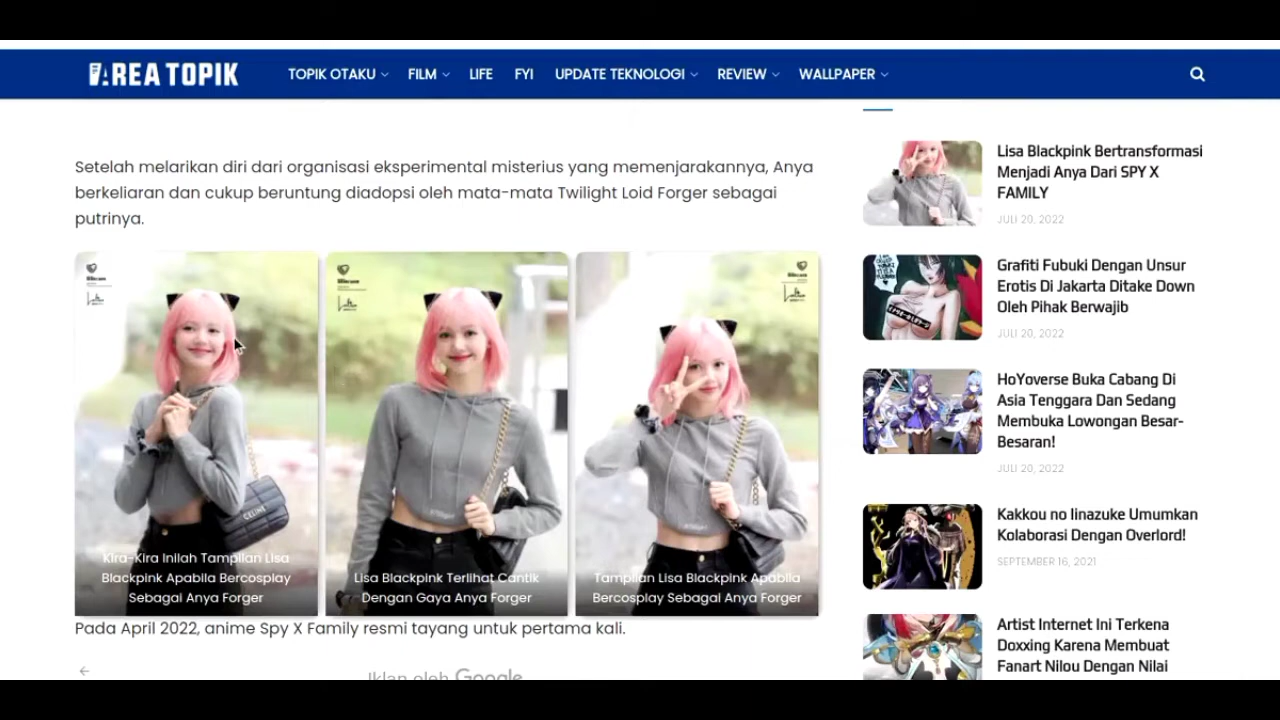 AREA TOPIK
TOPIK OTAKU
FILM
LIFE
FYI
UPDATE TEKNOLOGI
REVIEW
WALLPAPER
Setelah melarikan diri dari organisasi eksperimental misterius yang memenjarakannya, Anya
berkeliaran dan cukup beruntung diadopsi oleh mata-mata Twilight Loid Forger sebagai
putrinya.
CELINE
Kira-Kira Inilah Tampilan Lisa
Blackpink Apabila Bercosplay
Sebagai Anya Forger
Lisa Blackpink Terlihat Cantik
Dengan Gaya Anya Forger
Tampilan Lisa Blackpink Apabila
Bercosplay Sebagai Anya Forger
Pada April 2022, anime Spy X Family resmi tayang untuk pertama kali.
Iklan oleh Google
Lisa Blackpink Bertransformasi
Menjadi Anya Dari SPY X
FAMILY
JULI 20, 2022
Grafiti Fubuki Dengan Unsur
Erotis Di Jakarta Ditake Down
Oleh Pihak Berwajib
JULI 20, 2022
HoYoverse Buka Cabang Di
Asia Tenggara Dan Sedang
Membuka Lowongan Besar-
Besaran!
JULI 20, 2022
Kakkou no Iinazuke Umumkan
Kolaborasi Dengan Overlord!
SEPTEMBER 16, 2021
Artist Internet Ini Terkena
Doxxing Karena Membuat
Fanart Nilou Dengan Nilai